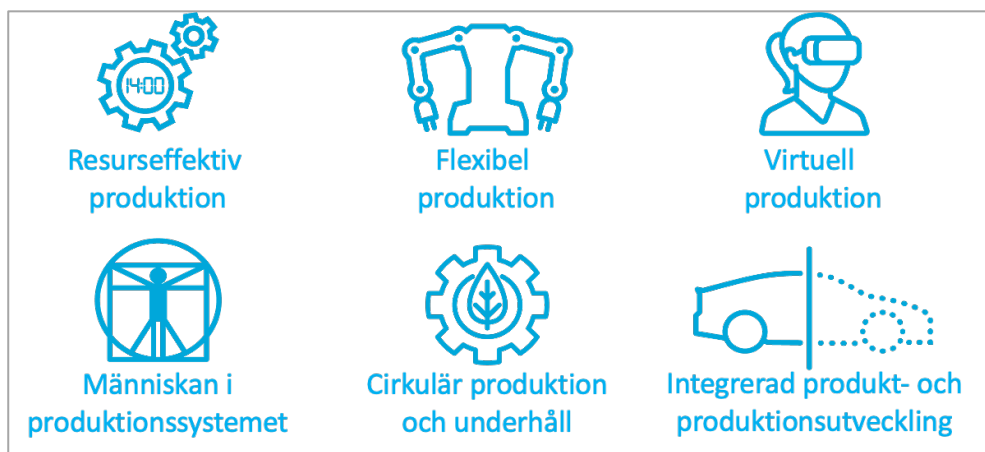 14:00
Resurseffektiv
produktion
Flexibel
produktion
Virtuell
produktion
Människan i
produktionssystemet
Cirkulär produktion
och underhåll
Integrerad produkt- och
produktionsutveckling